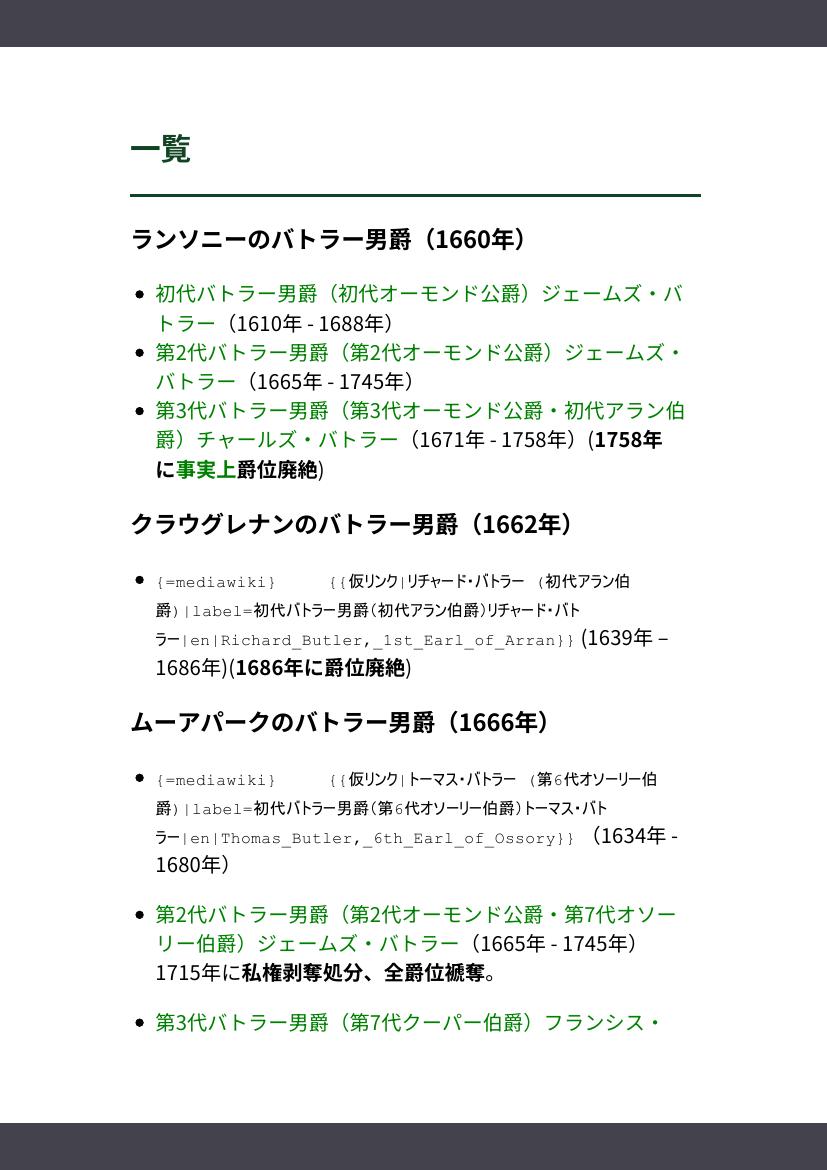 一覧
ランソニーのバトラー男爵（1660年）
初代バトラー男爵（初代オーモンド公爵）ジェームズ・バ
トラー（1610年 - 1688年）
第2代バトラー男爵（第2代オーモンド公爵）ジェームズ・
バトラー（1665年 - 1745年）
第3代バトラー男爵（第3代オーモンド公爵・初代アラン伯
爵）チャールズ・バトラー（1671年 - 1758年）(1758年
に事実上爵位廃絶)
クラウグレナンのバトラー男爵（1662年）
{=mediawiki} {{仮リンク|リチャード・バトラー (初代アラン伯
爵)|label=初代バトラー男爵（初代アラン伯爵）リチャード・バト
ラー|en|Richard_Butler,_1st_Earl_of_Arran}} (1639年 –
1686年)(1686年に爵位廃絶)
ムーアパークのバトラー男爵（1666年）
{=mediawiki} {{仮リンク|トーマス・バトラー (第6代オソーリー伯
爵)|label=初代バトラー男爵（第6代オソーリー伯爵）トーマス・バト
ラー|en|Thomas_Butler,_6th_Earl_of_Ossory}} （1634年 -
1680年）
第2代バトラー男爵（第2代オーモンド公爵・第7代オソー
リー伯爵）ジェームズ・バトラー（1665年 - 1745年）
1715年に私権剥奪処分、全爵位褫奪。
第3代バトラー男爵（第7代クーパー伯爵）フランシス・